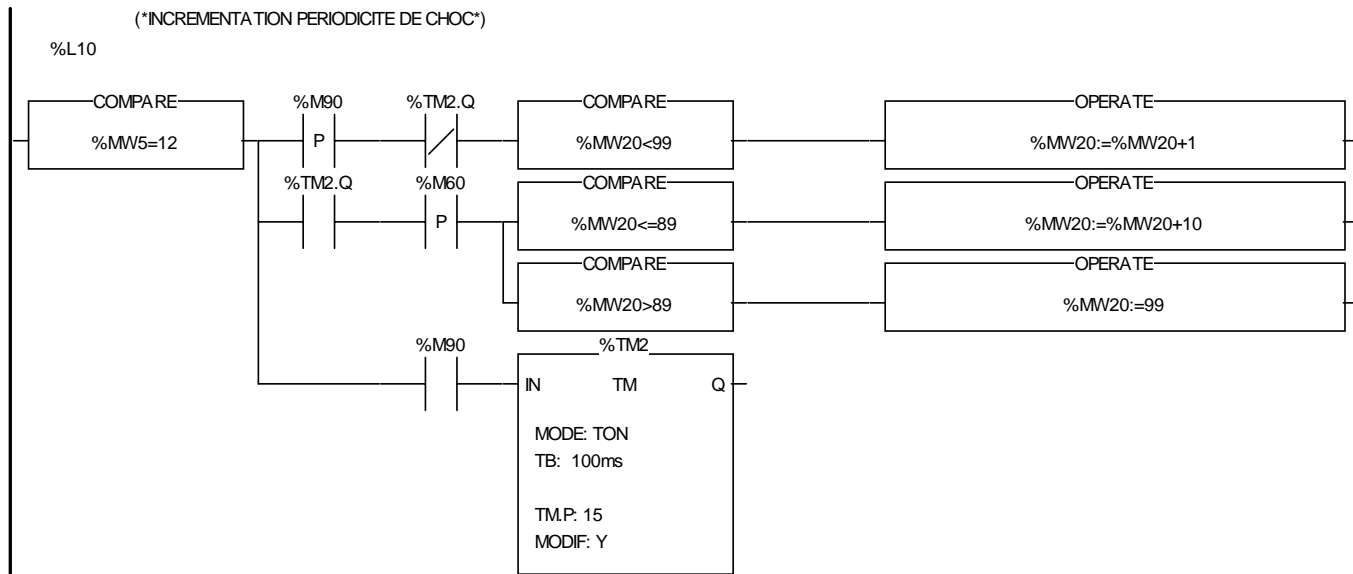 (*INCREMENTATION PERIODICITE DE CHOC*)
%L10
COMPARE %M90 %TM2.Q COMPARE OPERATE
%MW5=12 P %MW20<99 %MW20:=%MW20+1
%TM2.Q %M60 COMPARE OPERATE
P %MW20<=89 %MW20:=%MW20+10
COMPARE OPERATE
%MW20>89 %MW20:=99
%M90 %TM2
IN TM Q
MODE: TON
TB: 100ms
TM.P: 15
MODIF: Y